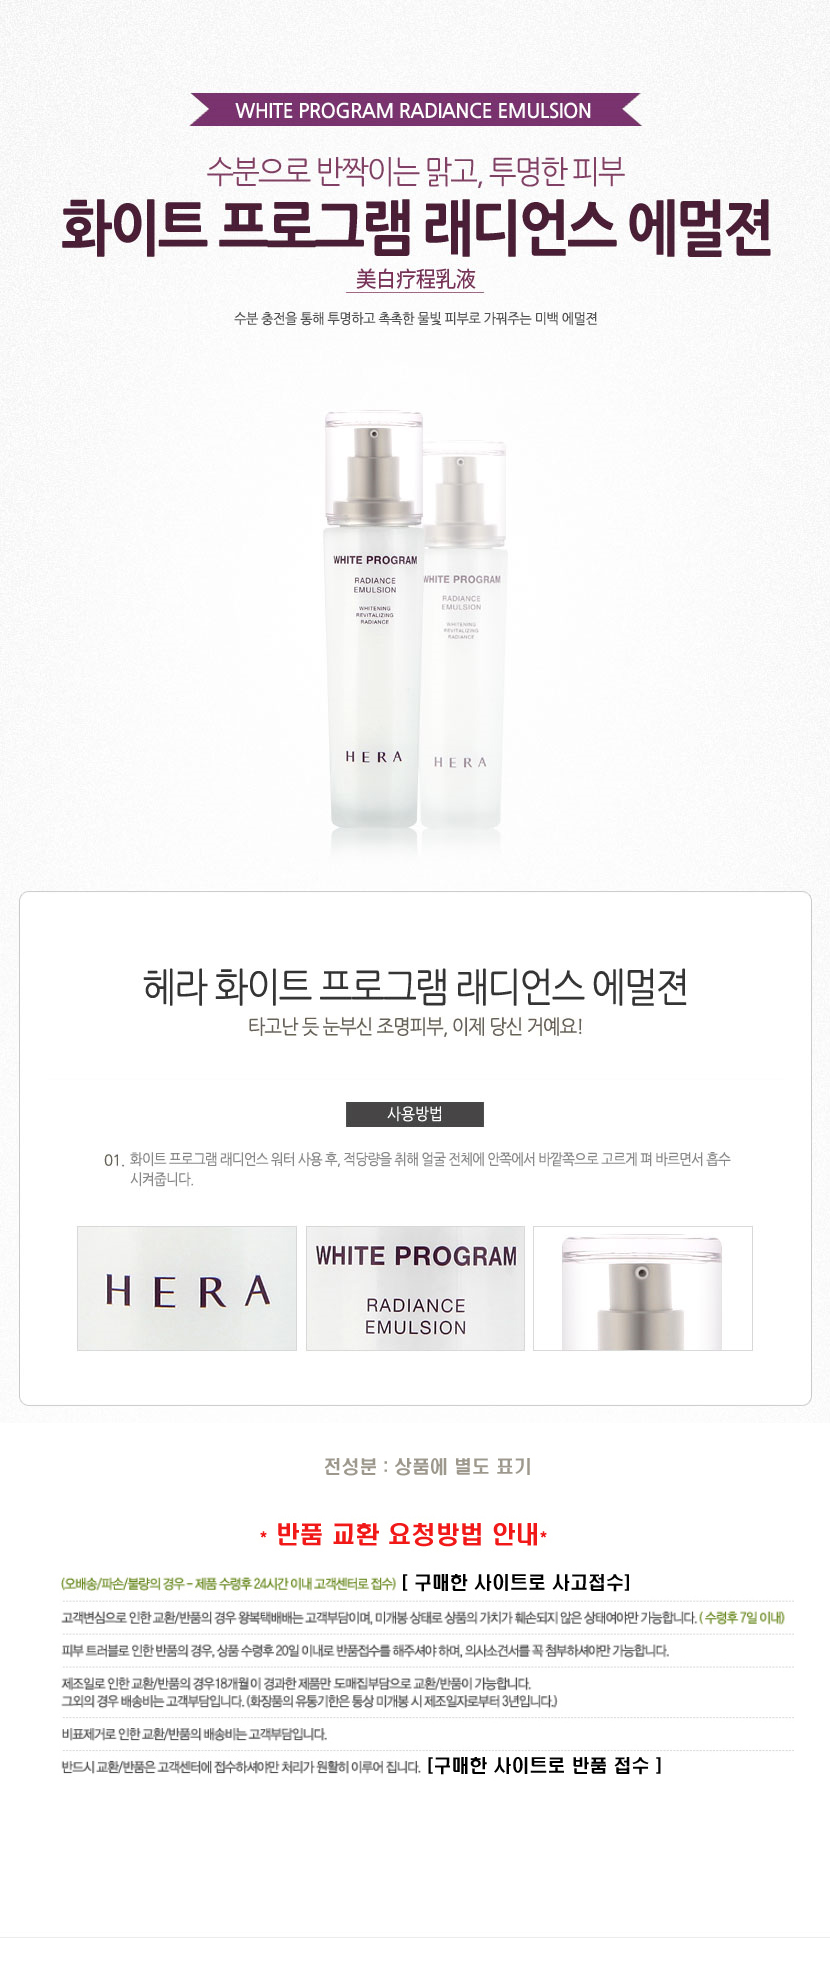 WHITE PROGRAM RADIANCE EMULSION
수분으로 반짝이는 맑고, 투명한 피부
화이트 프로그램 래디언스 에멀젼
美白疗程乳液
수분 충전을 통해 투명하고 촉촉한 물빛 피부로 가꿔주는 미백 에멀젼
WHITE PROGRAM
RADIANCE
EMULSION
WHITENING
REVITALIZING
RADIANCE
HERA
WHITE PROGRAM
RADIANCE
EMULSION
WHITENING
REVITALIZING
RADIANCE
HERA
헤라 화이트 프로그램 래디언스 에멀젼
타고난 듯 눈부신 조명피부, 이제 당신 거예요!
사용방법
01. 화이트 프로그램 래디언스 워터 사용 후, 적당량을 취해 얼굴 전체에 안쪽에서 바깥쪽으로 고르게 펴 바르면서 흡수
시켜줍니다.
HERA
WHITE PROGRAM
RADIANCE
EMULSION
전성분 : 상품에 별도 표기
* 반품 교환 요청방법 안내*
(오배송/파손/불량의 경우 - 제품 수령후 24시간 이내 고객센터로 접수) [ 구매한 사이트로 사고접수]
고객변심으로 인한 교환/반품의 경우 왕복택배배는 고객부담이며, 미개봉 상태로 상품의 가치가 훼손되지 않은 상태여야만 가능합니다. ( 수령후 7일 이내)
피부 트러블로 인한 반품의 경우, 상품 수령후 20일 이내로 반품접수를 해주셔야 하며, 의사소견서를 꼭 첨부하셔야만 가능합니다.
제조일로 인한 교환/반품의 경우 18개월이 경과한 제품만 도매집부담으로 교환/반품이 가능합니다.
그외의 경우 배송비는 고객부담입니다. (화장품의 유통기한은 통상 미개봉 시 제조일자로부터 3년입니다.)
비표제거로 인한 교환/반품의 배송비는 고객부담입니다.
반드시 교환/반품은 고객센터에 접수하셔야만 처리가 원활히 이루어 집니다. [구매한 사이트로 반품 접수 ]